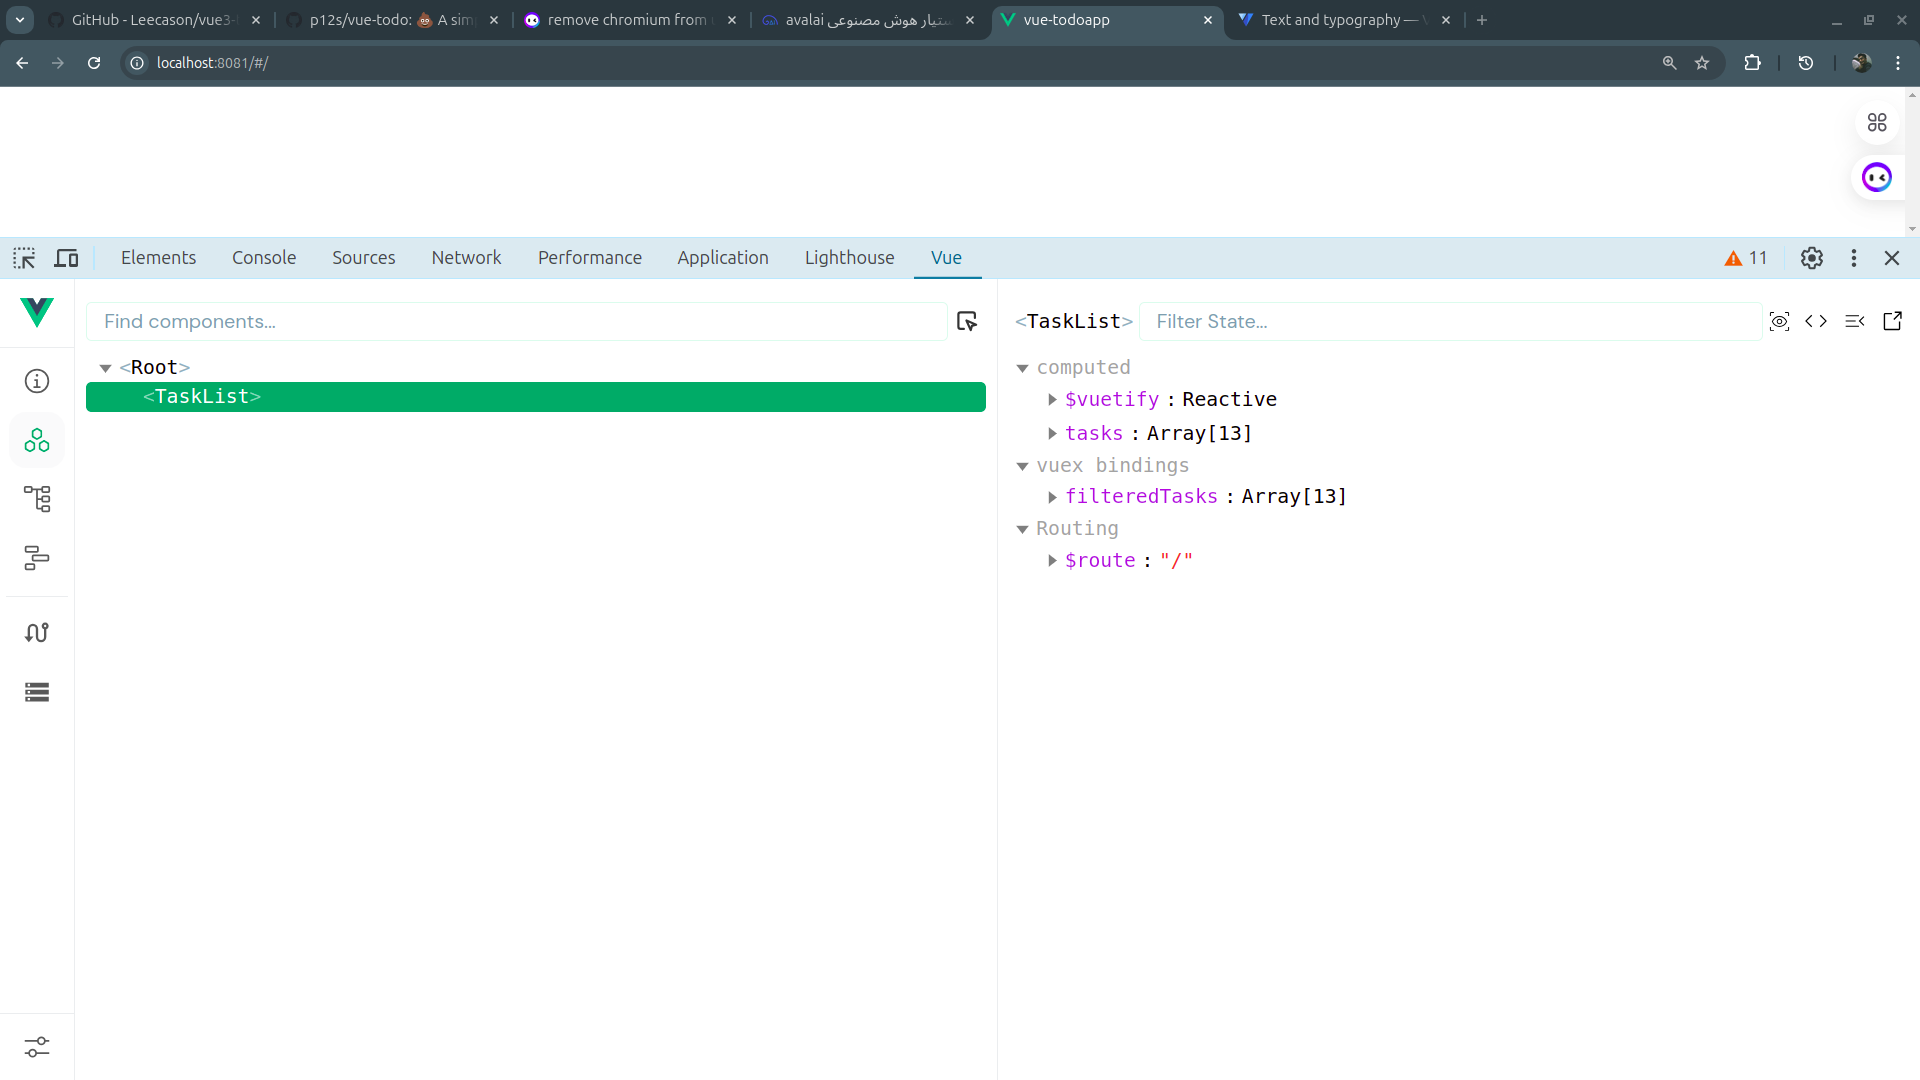 GitHub - Leecason/vue3-
p12s/vue-todo: 💩 A sim
remove chromium from
avalai دستیار هوش مصنوعی
vue-todoapp
Text and typography —
localhost:8081/#/
Elements Console Sources Network Performance Application Lighthouse Vue 11
Find components...
<TaskList> Filter State...
<Root>
<TaskList>
computed
$vuetify : Reactive
tasks : Array[13]
vuex bindings
filteredTasks : Array[13]
Routing
$route : "/"